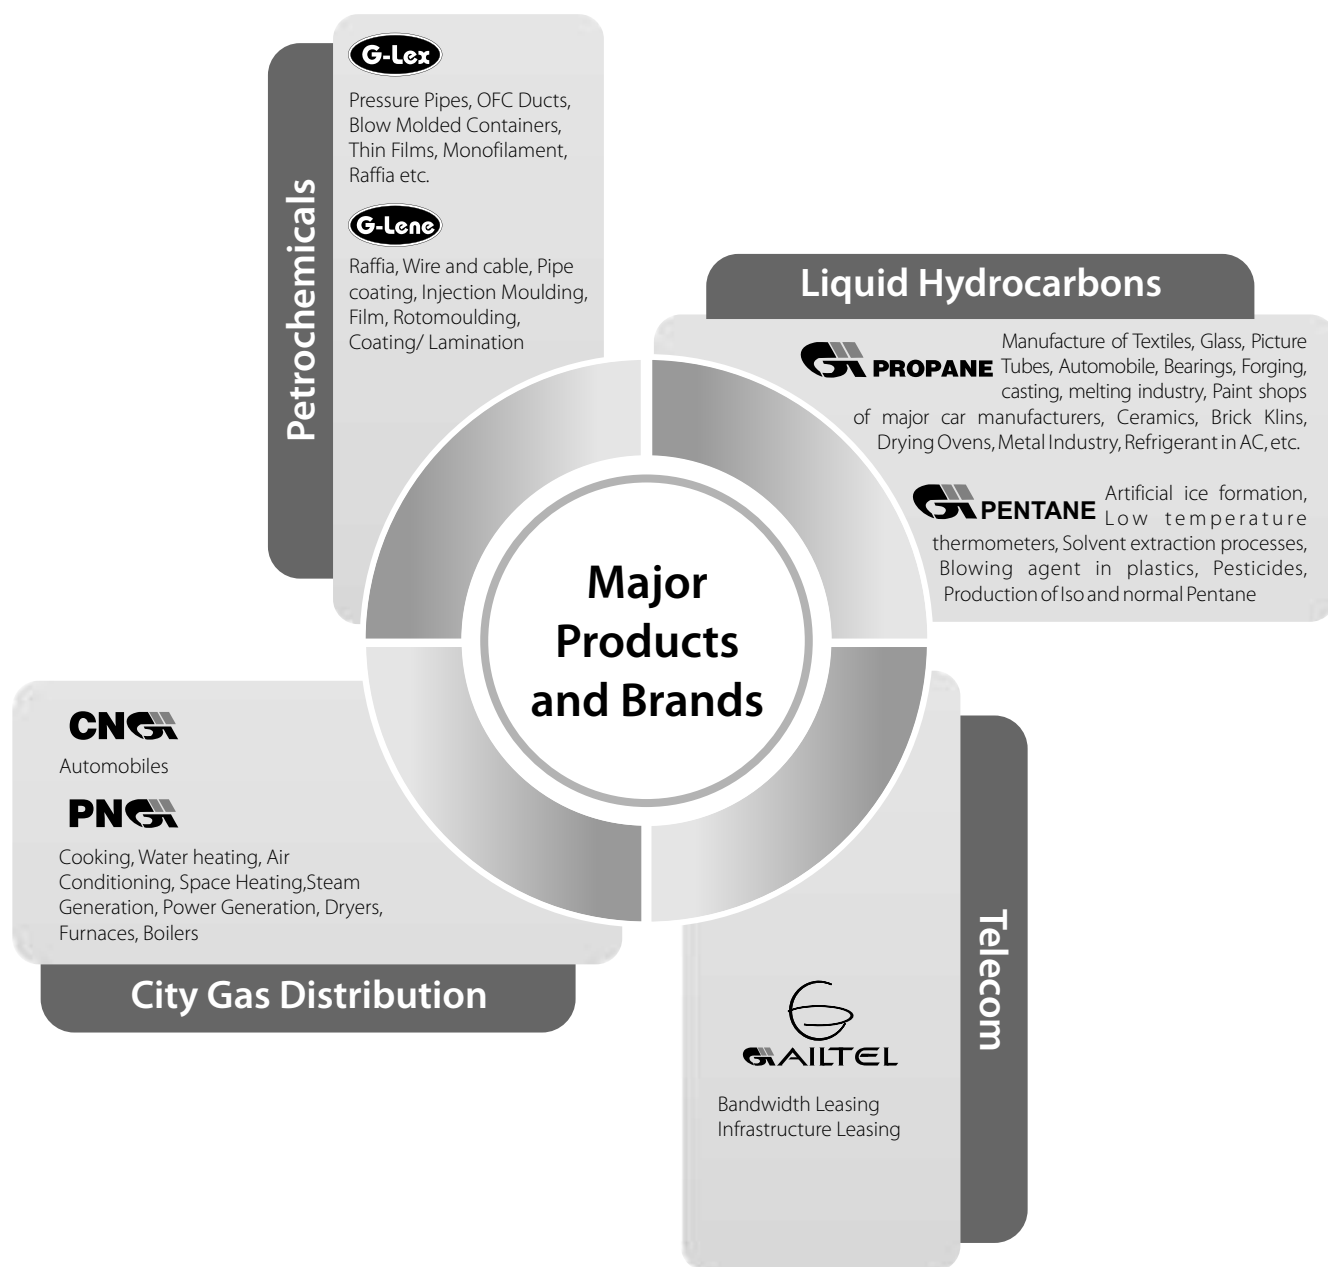 G-Lex
Pressure Pipes, OFC Ducts,
Blow Molded Containers,
Thin Films, Monofilament,
Raffia etc.
G-Lene
Raffia, Wire and cable, Pipe
coating, Injection Moulding,
Film, Rotomoulding,
Coating/ Lamination
Petrochemicals
Liquid Hydrocarbons
PROPANE
Manufacture of Textiles, Glass, Picture
Tubes, Automobile, Bearings, Forging,
casting, melting industry, Paint shops
of major car manufacturers, Ceramics, Brick Klins,
Drying Ovens, Metal Industry, Refrigerant in AC, etc.
PENTANE
Artificial ice formation,
Low temperature
thermometers, Solvent extraction processes,
Blowing agent in plastics, Pesticides,
Production of Iso and normal Pentane
Major
Products
and Brands
CNG
Automobiles
PNG
Cooking, Water heating, Air
Conditioning, Space Heating,Steam
Generation, Power Generation, Dryers,
Furnaces, Boilers
City Gas Distribution
GAILTEL
Bandwidth Leasing
Infrastructure Leasing
Telecom